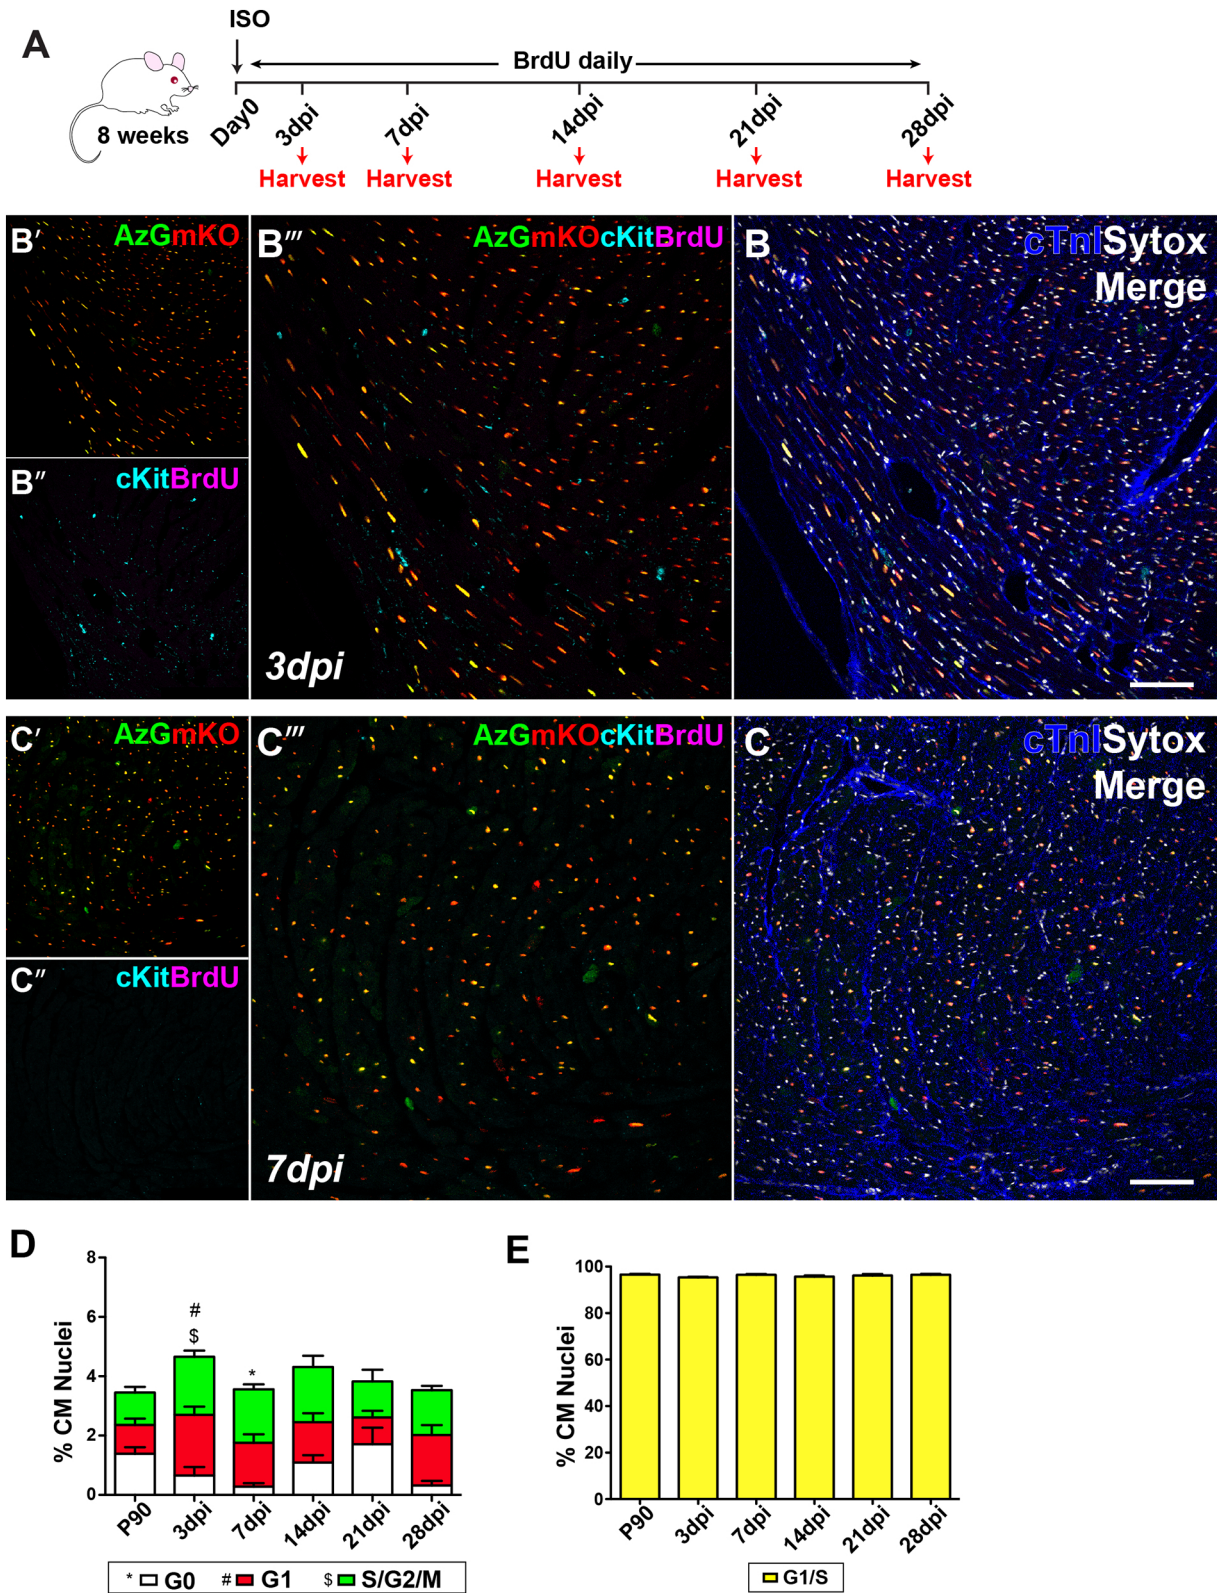 A
ISO
BrdU daily
8 weeks
Day0 3dpi 7dpi 14dpi 21dpi 28dpi
Harvest Harvest Harvest Harvest Harvest
B′ AzGmKO
B″ cKitBrdU
B‴ AzGmKOcKitBrdU
3dpi
B cTnISytox
Merge
C′ AzGmKO
C″ cKitBrdU
C‴ AzGmKOcKitBrdU
7dpi
C cTnISytox
Merge
D
% CM Nuclei
8
6
4
2
0
#
$
*
P90 3dpi 7dpi 14dpi 21dpi 28dpi
* G0 # G1 $ S/G2/M
E
% CM Nuclei
100
80
60
40
20
0
P90 3dpi 7dpi 14dpi 21dpi 28dpi
G1/S